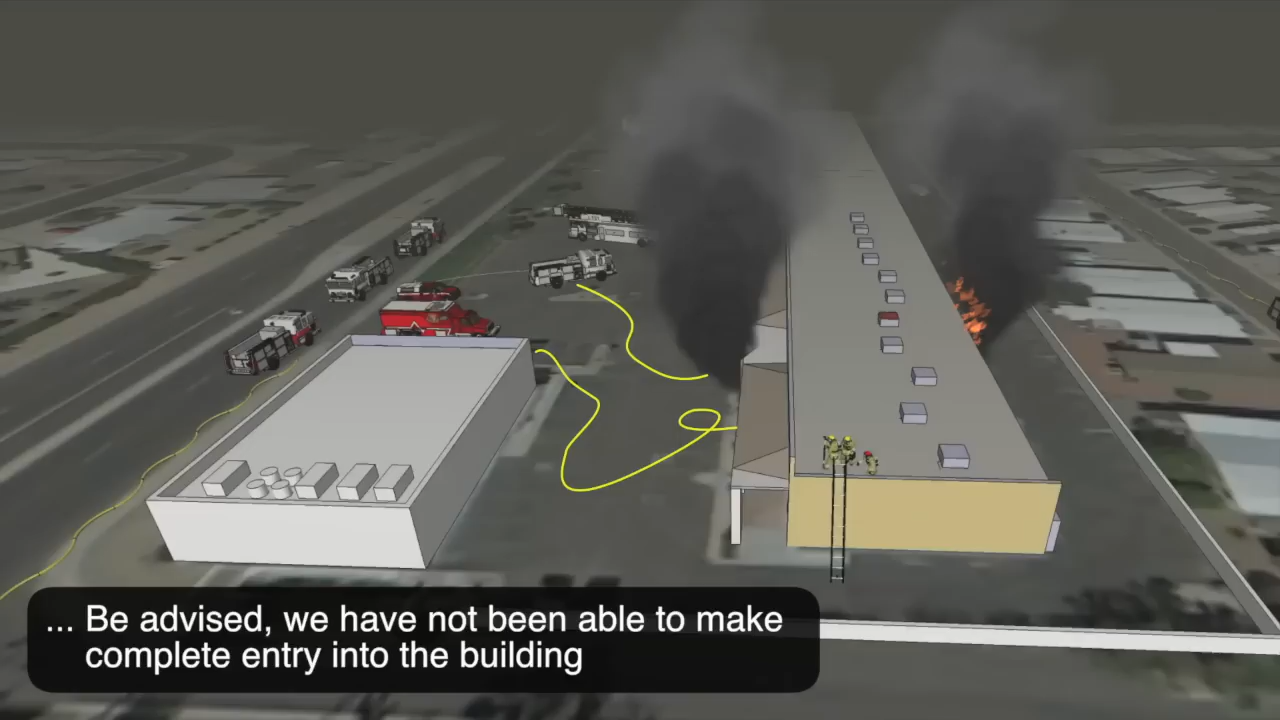 ... Be advised, we have not been able to make
complete entry into the building